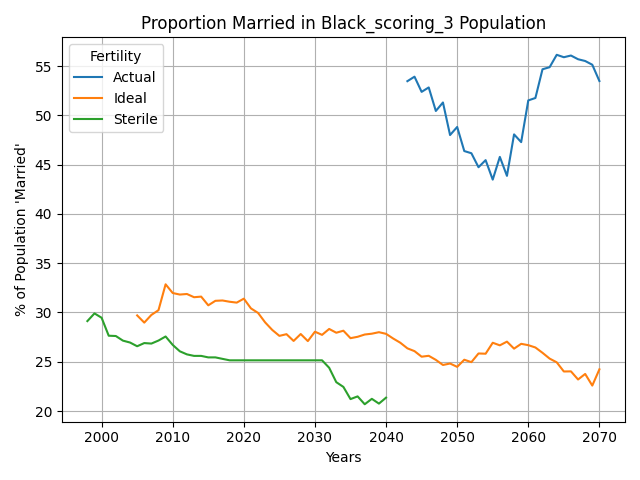 Proportion Married in Black_scoring_3 Population
Fertility
Actual
Ideal
Sterile
% of Population 'Married'
55
50
45
40
35
30
25
20
2000
2010
2020
2030
2040
2050
2060
2070
Years